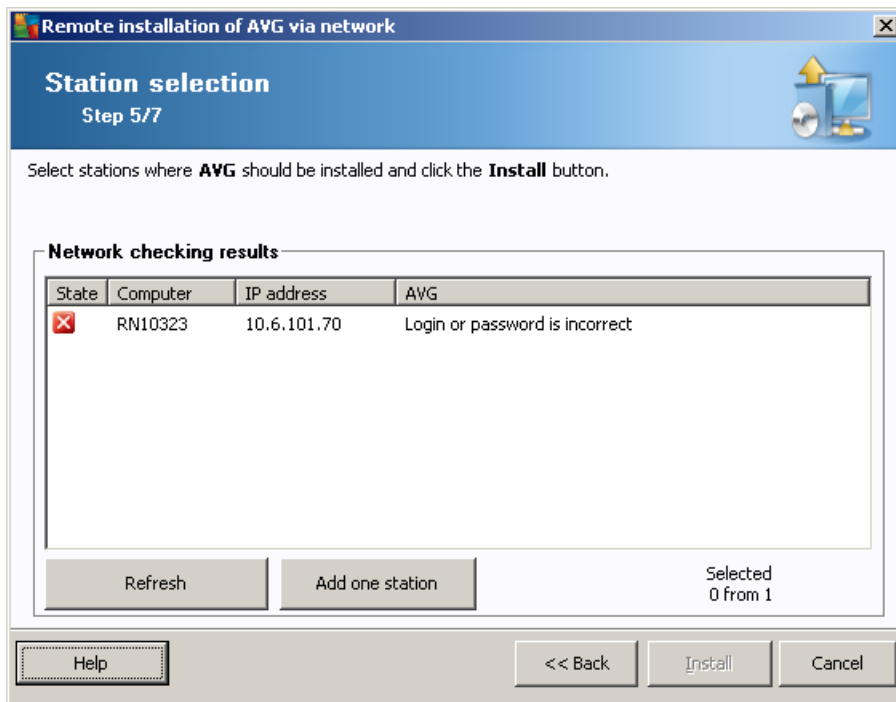 Remote installation of AVG via network
Station selection
Step 5/7
Select stations where AVG should be installed and click the Install button.
Network checking results
State Computer IP address AVG
RN10323 10.6.101.70 Login or password is incorrect
Refresh Add one station Selected
0 from 1
Help << Back Install Cancel